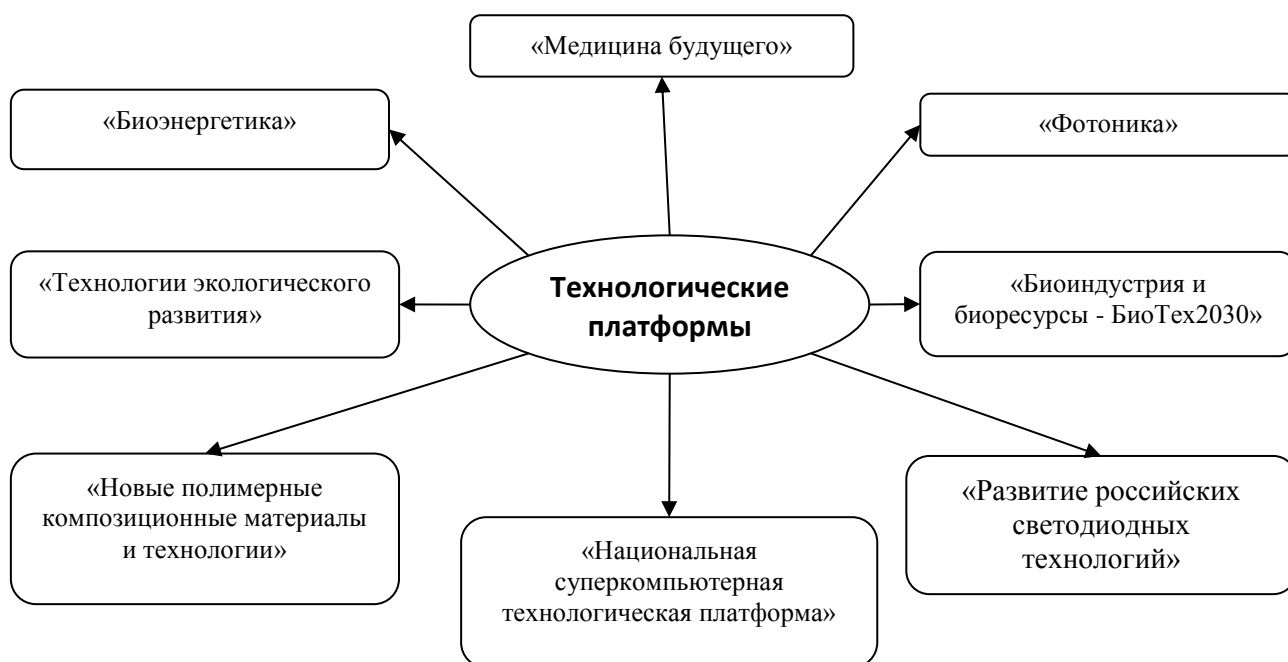 «Медицина будущего»
«Биоэнергетика»
«Фотоника»
«Технологии экологического
развития»
Технологические
платформы
«Биоиндустрия и
биоресурсы - БиоТех2030»
«Новые полимерные
композиционные материалы
и технологии»
«Национальная
суперкомпьютерная
технологическая платформа»
«Развитие российских
светодиодных
технологий»